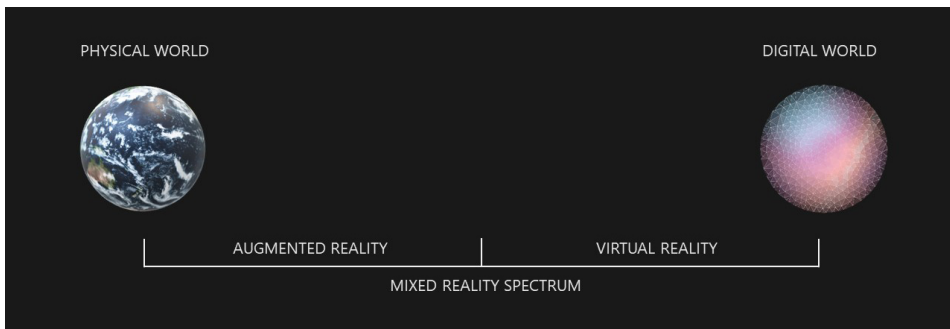 PHYSICAL WORLD
DIGITAL WORLD
AUGMENTED REALITY
VIRTUAL REALITY
MIXED REALITY SPECTRUM